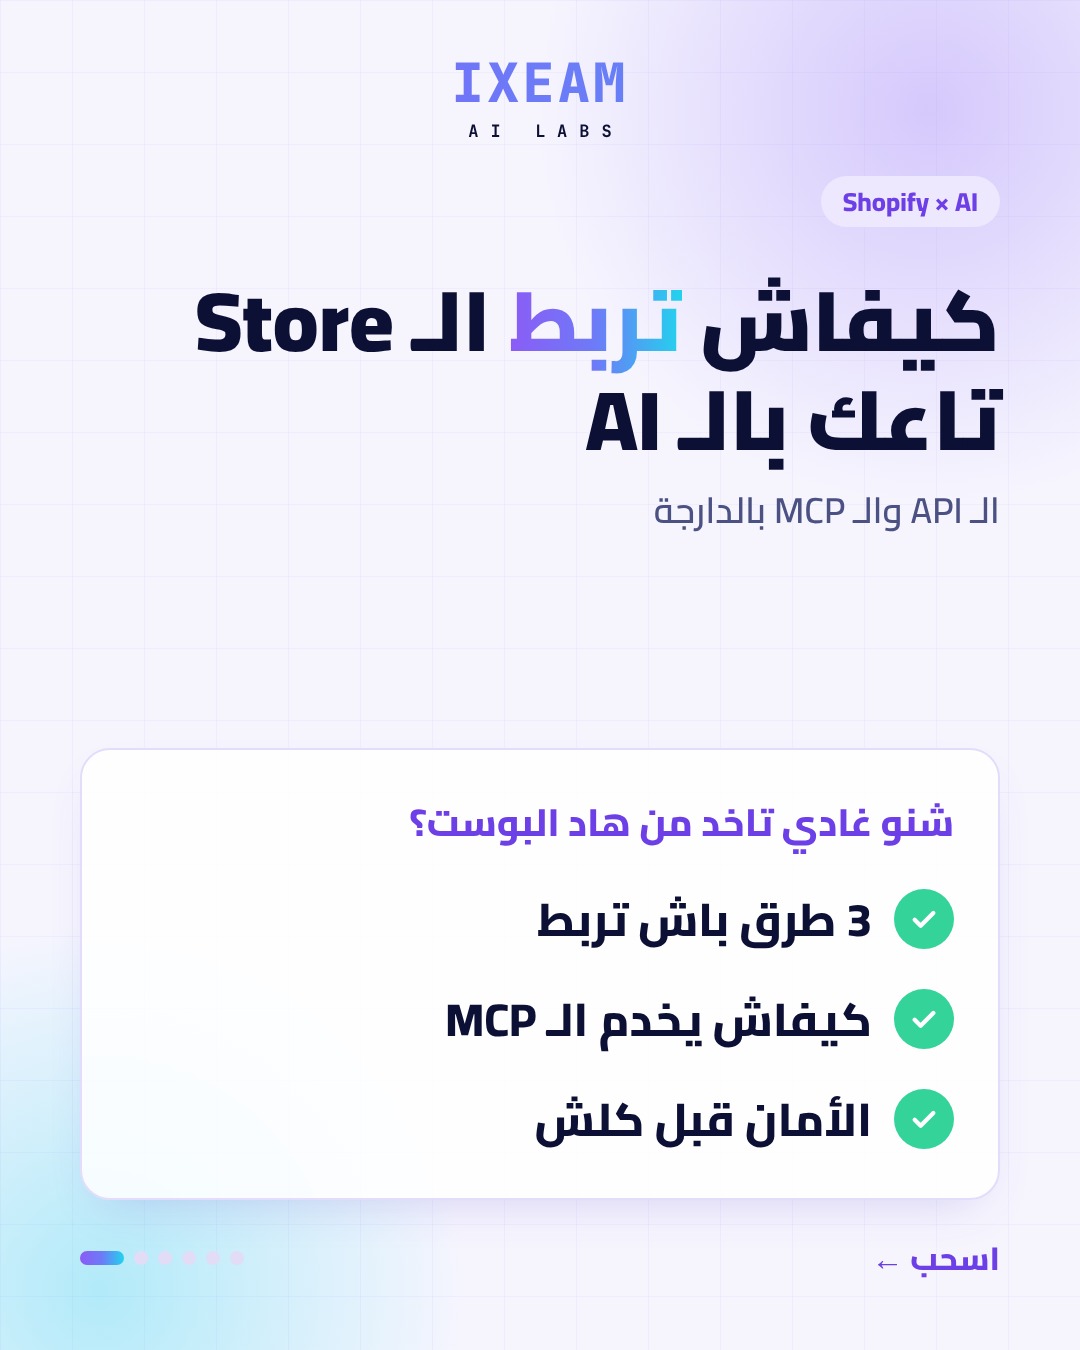 IXEAM
AI LABS
Shopify × AI
كيفاش تربط الـ Store
تاعك بالـ AI
الـ API والـ MCP بالدارجة
شنو غادي تاخد من هاد البوست؟
3 طرق باش تربط
كيفاش يخدم الـ MCP
الأمان قبل كلش
اسحب ←